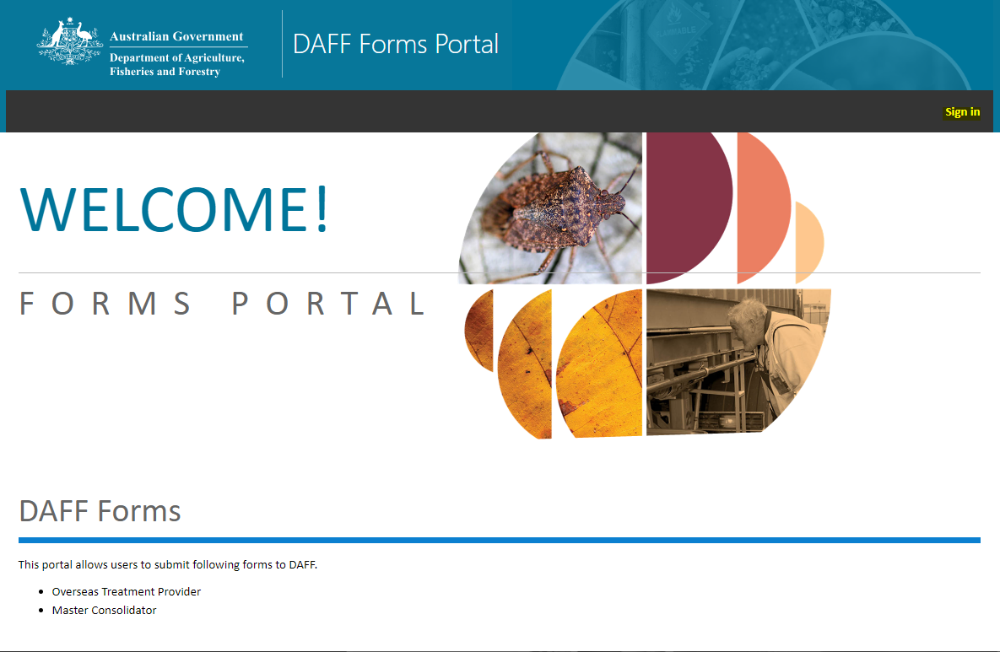 Australian Government
Department of Agriculture,
Fisheries and Forestry
DAFF Forms Portal
Sign in
WELCOME!
FORMS PORTAL
DAFF Forms
This portal allows users to submit following forms to DAFF.
Overseas Treatment Provider
Master Consolidator